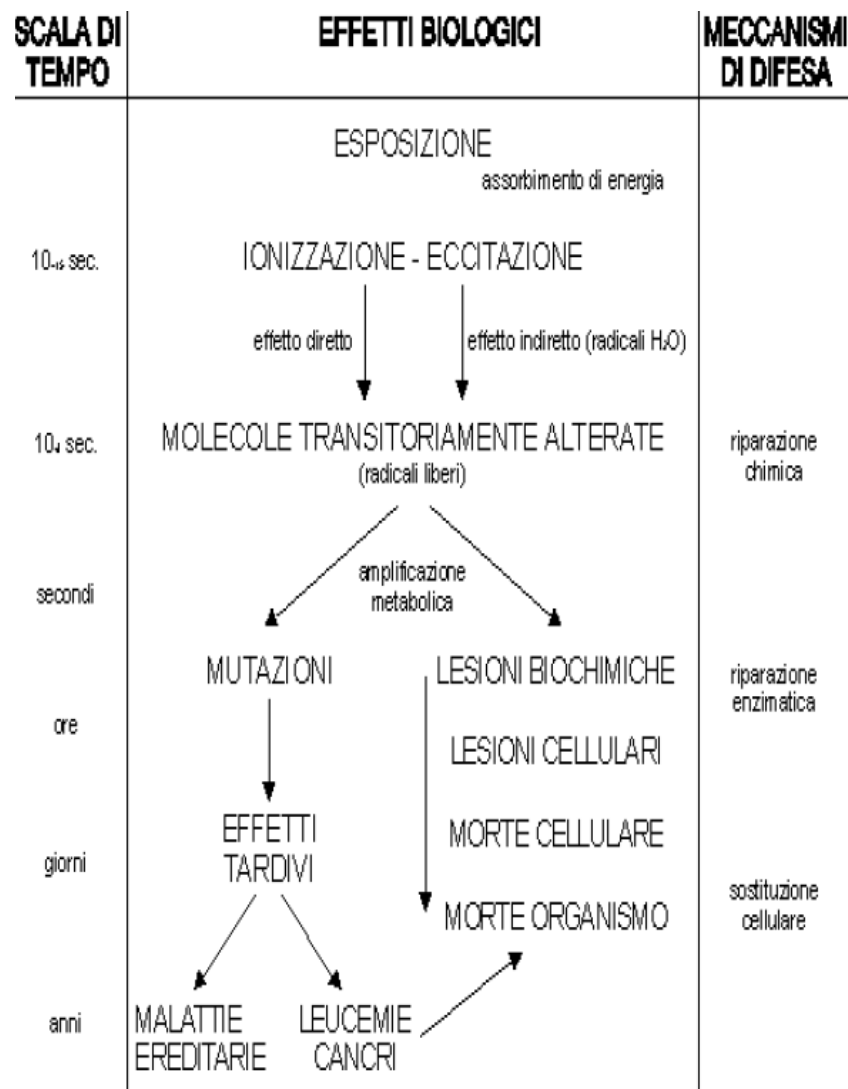 SCALA DI TEMPO
EFFETTI BIOLOGICI
MECCANISMI DI DIFESA
ESPOSIZIONE
assorbimento di energia
sec.
IONIZZAZIONE - ECCITAZIONE
effetto diretto
effetto indiretto (radicali H₂O)
sec.
MOLECOLE TRANSITORIAMENTE ALTERATE
(radicali liberi)
riparazione
chimica
amplificazione
metabolica
secondi
MUTAZIONI
LESIONI BIOCHIMICHE
riparazione
enzimatica
ore
LESIONI CELLULARI
EFFETTI
TARDIVI
MORTE CELLULARE
giorni
MORTE ORGANISMO
sostituzione
cellulare
anni
MALATTIE
EREDITARIE
LEUCEMIE
CANCRI